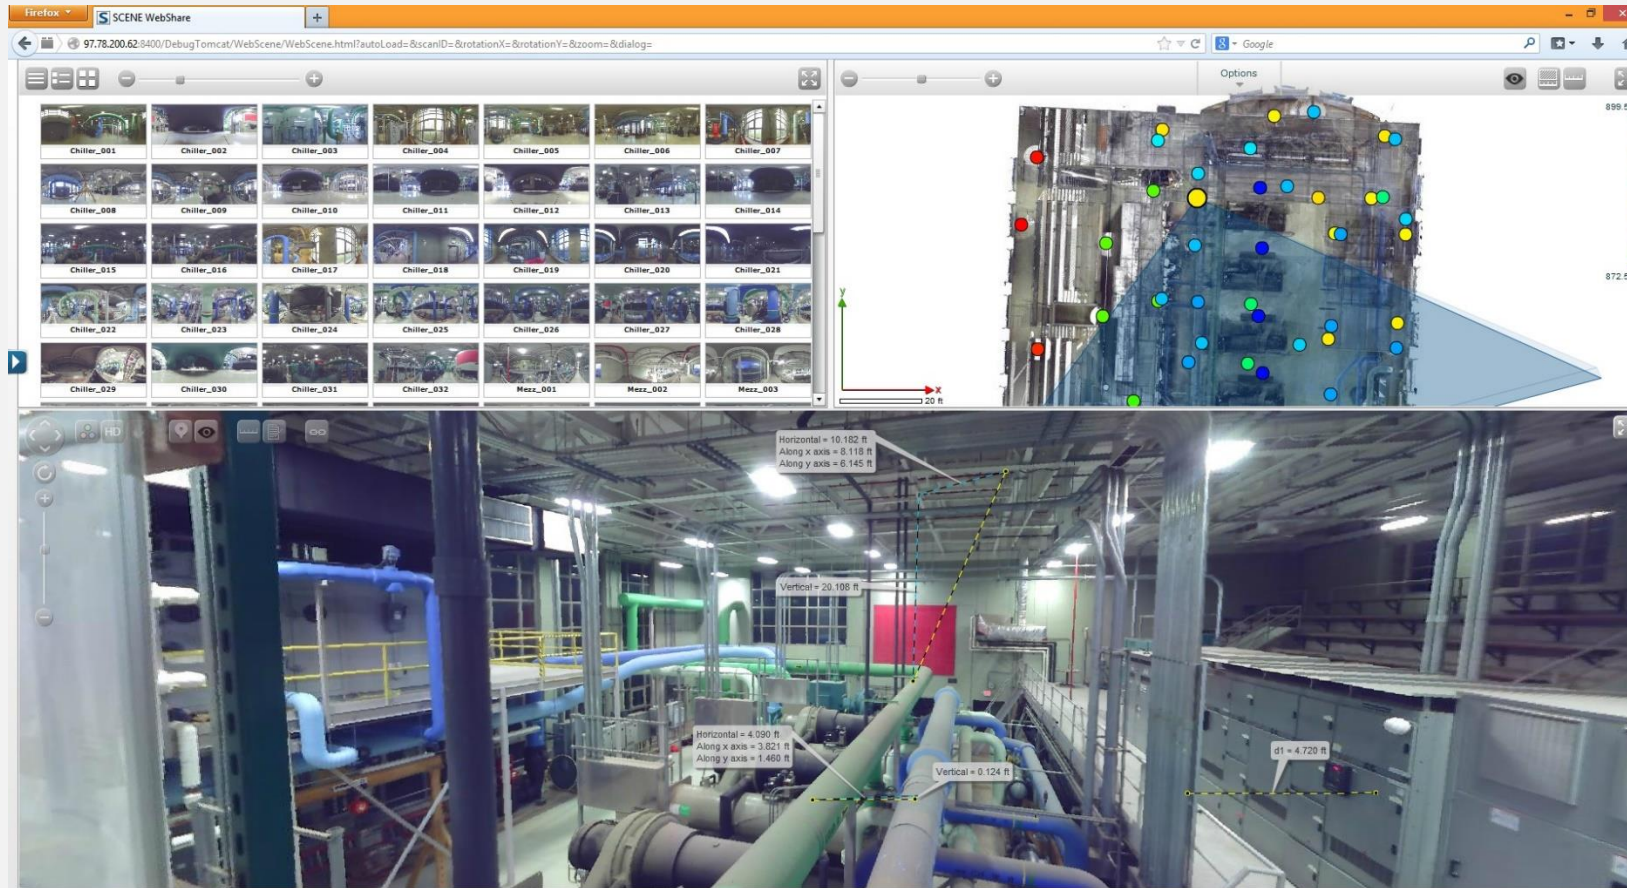 Firefox
SCENE WebShare
97.78.200.62:8400/DebugTomcat/WebScene/WebScene.html?autoLoad=&scanID=&rotationX=&rotationY=&zoom=&dialog=
Google
Options
Chiller_001
Chiller_002
Chiller_003
Chiller_004
Chiller_005
Chiller_006
Chiller_007
Chiller_008
Chiller_009
Chiller_010
Chiller_011
Chiller_012
Chiller_013
Chiller_014
Chiller_015
Chiller_016
Chiller_017
Chiller_018
Chiller_019
Chiller_020
Chiller_021
Chiller_022
Chiller_023
Chiller_024
Chiller_025
Chiller_026
Chiller_027
Chiller_028
Chiller_029
Chiller_030
Chiller_031
Chiller_032
Mezz_001
Mezz_002
Mezz_003
899.5
872.5
y
x
20 ft
HD
Horizontal = 10.182 ft
Along x axis = 8.118 ft
Along y axis = 6.145 ft
Vertical = 20.108 ft
Horizontal = 4.090 ft
Along x axis = 3.821 ft
Along y axis = 1.460 ft
Vertical = 0.124 ft
d1 = 4.720 ft